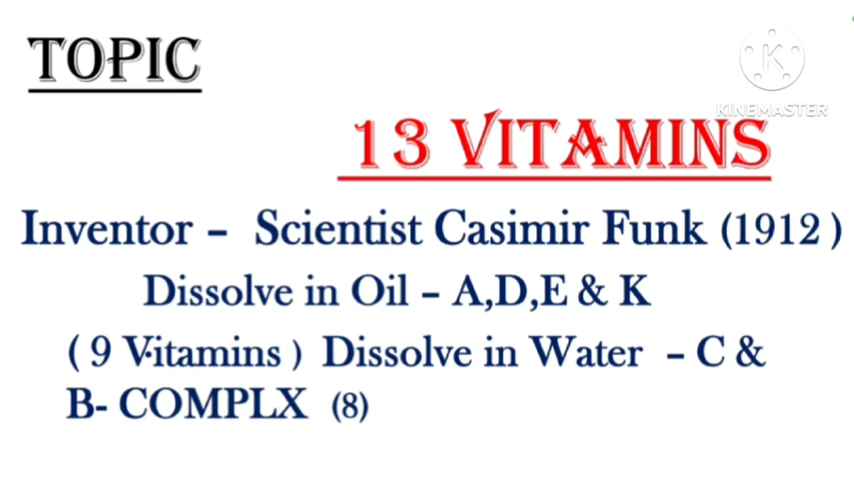 TOPIC
KINEMASTER
13 VITAMINS
Inventor – Scientist Casimir Funk (1912)
Dissolve in Oil – A,D,E & K
( 9 Vitamins ) Dissolve in Water – C &
B- COMPLX (8)